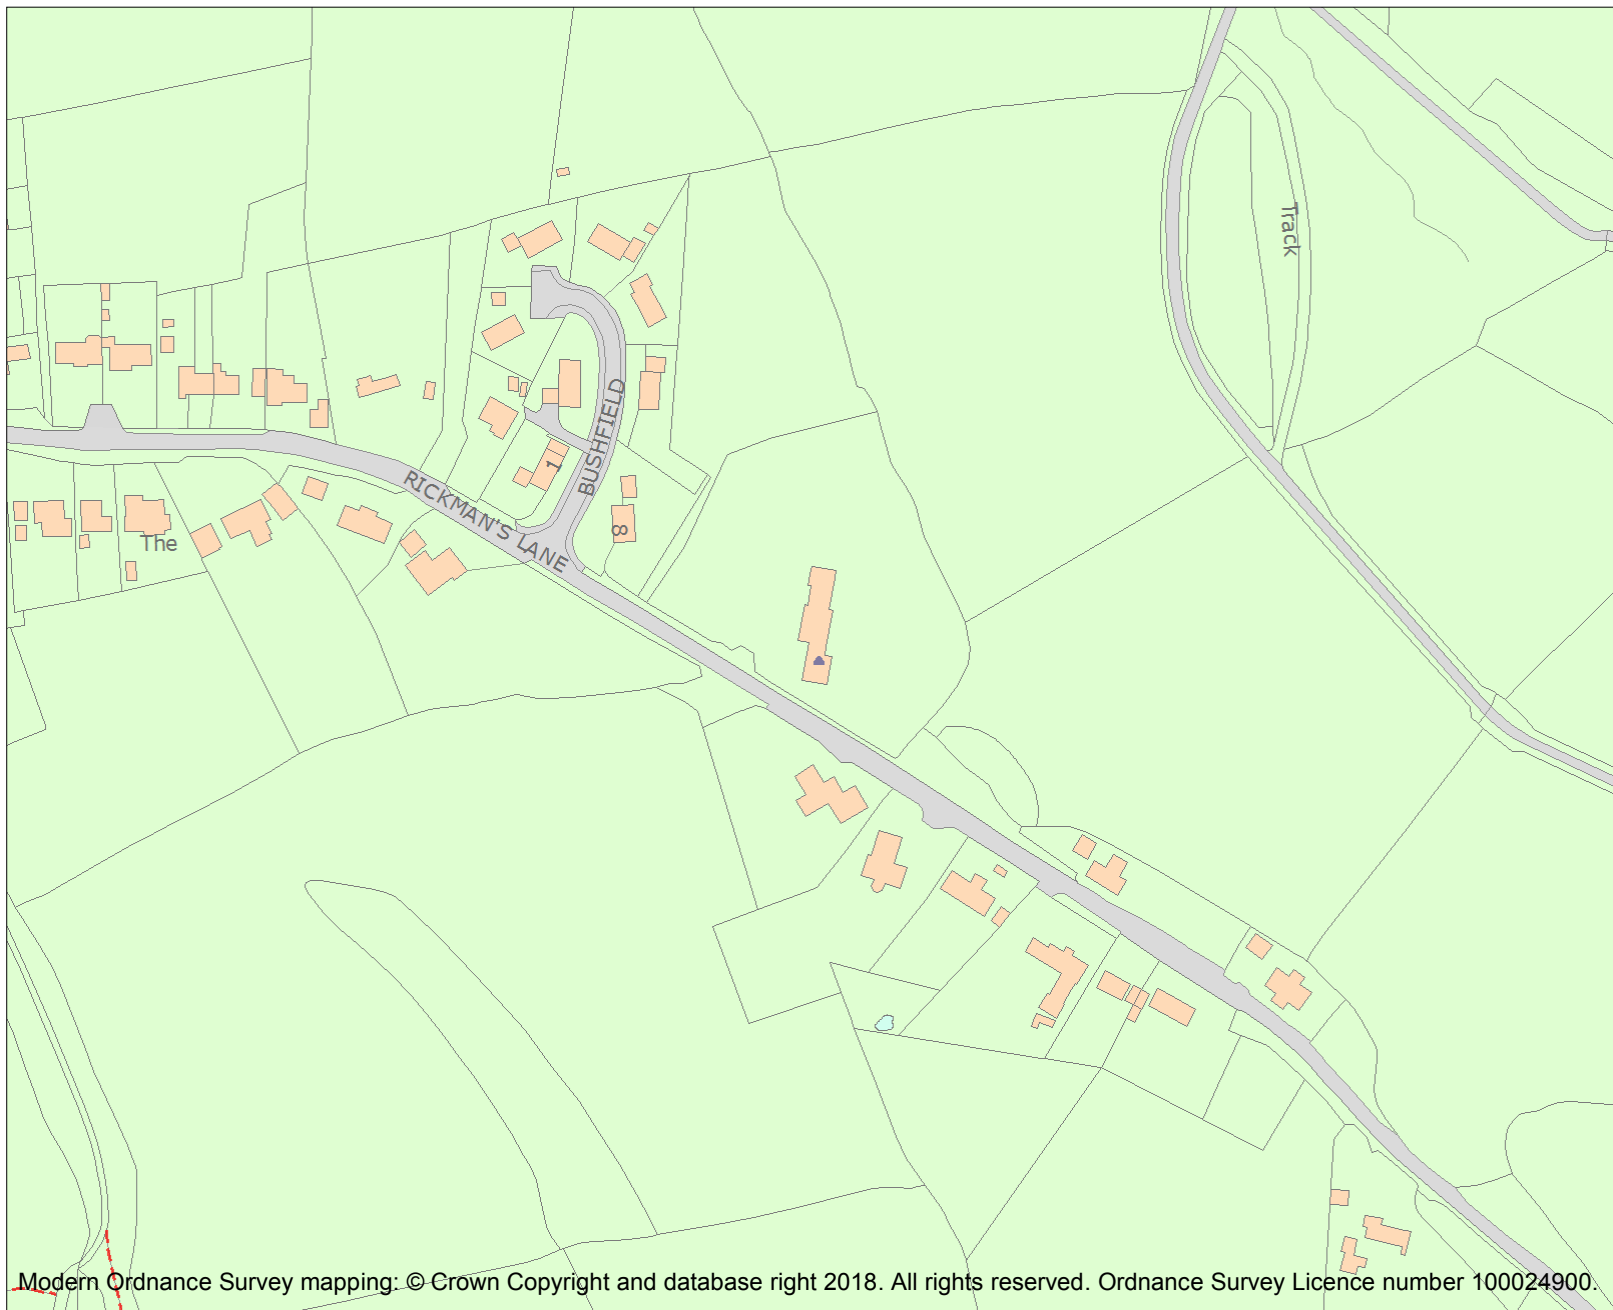 Track
BUSHFIELD
1
RICKMAN'S LANE
8
The
Modern Ordnance Survey mapping: © Crown Copyright and database right 2018. All rights reserved. Ordnance Survey Licence number 100024900.